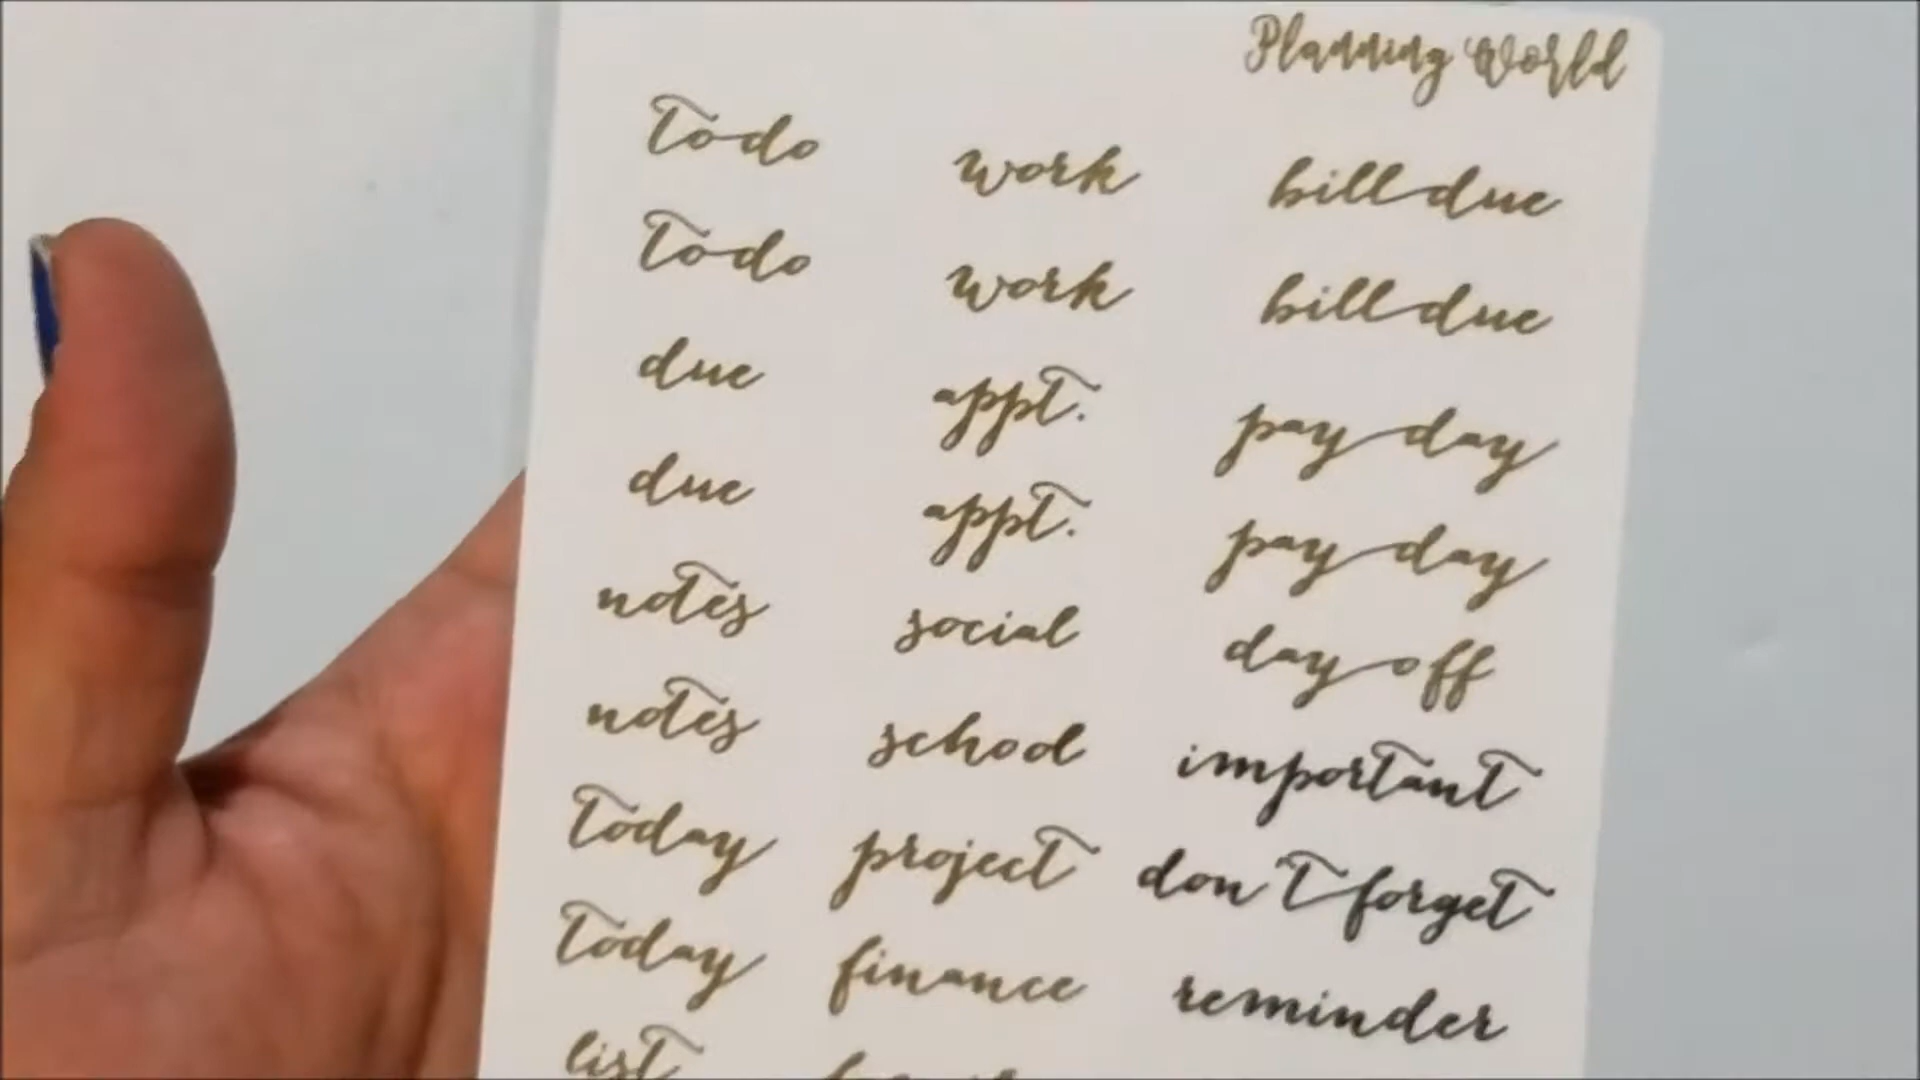 Planning World
To do work bill due
To do work bill due
due appt. pay day
due appt. pay day
notes social day off
notes school important
Today project don't forget
Today finance reminder
list